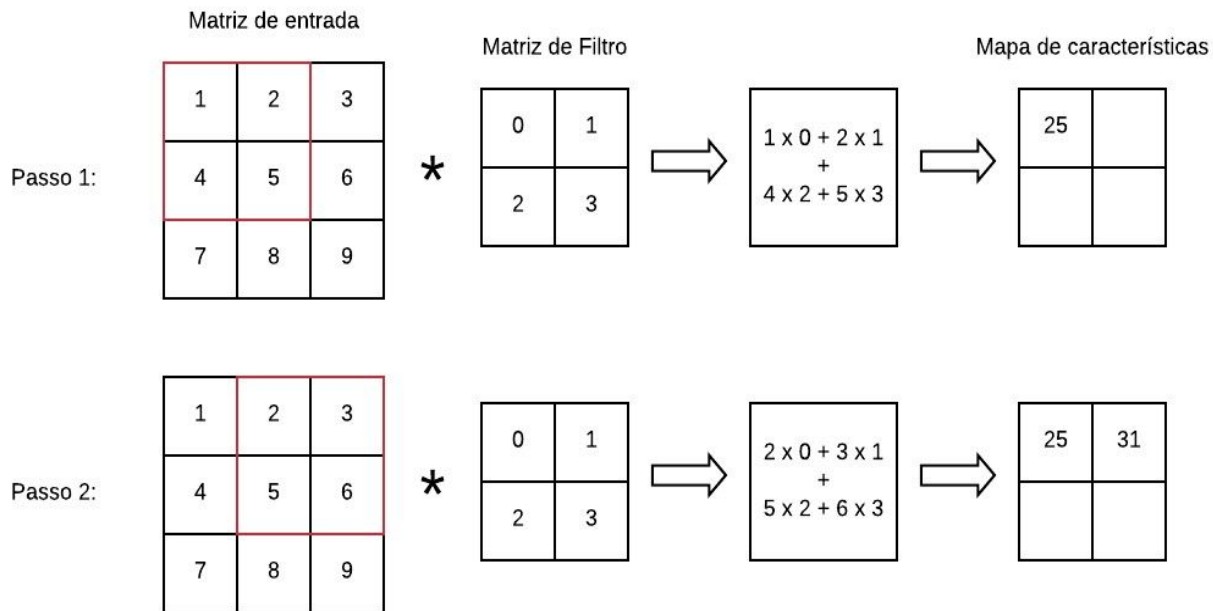 Matriz de entrada
Matriz de Filtro
Mapa de característícas
Passo 1:
1 2 3
4 5 6
7 8 9
*
0 1
2 3
1 x 0 + 2 x 1
+
4 x 2 + 5 x 3
25
Passo 2:
1 2 3
4 5 6
7 8 9
*
0 1
2 3
2 x 0 + 3 x 1
+
5 x 2 + 6 x 3
25 31